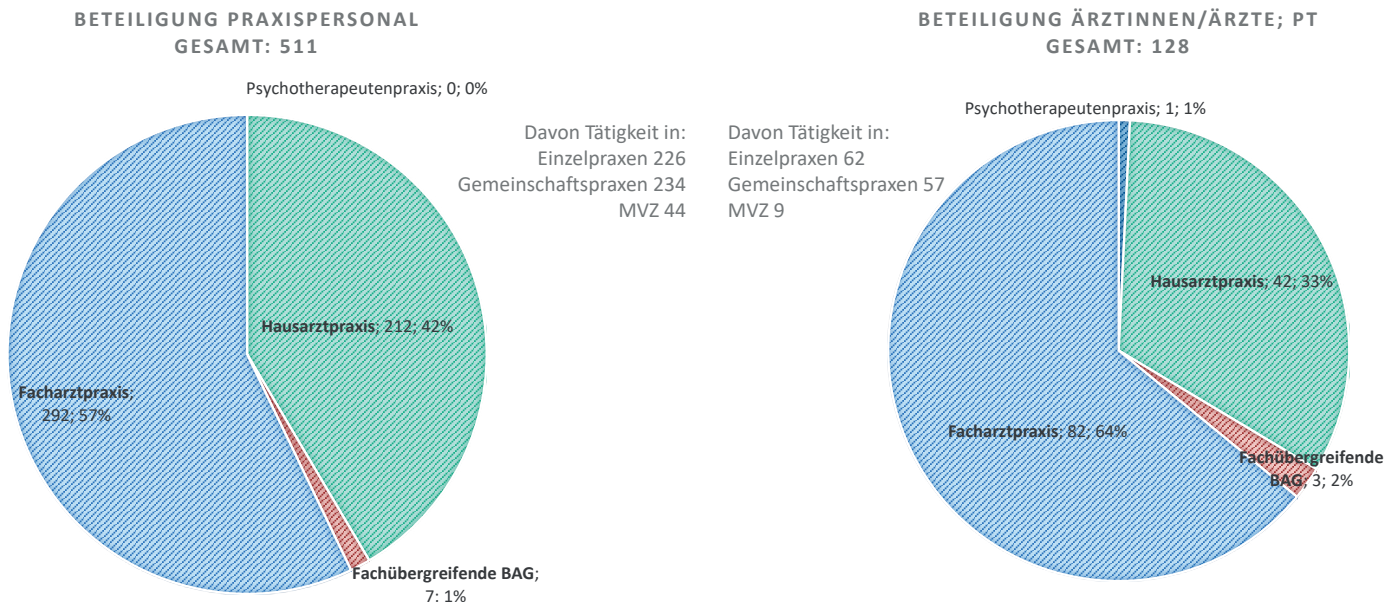 BETEILIGUNG PRAXISPERSONAL
GESAMT: 511
Psychotherapeutenpraxis; 0; 0%
Davon Tätigkeit in:
Einzelpraxen 226
Gemeinschaftspraxen 234
MVZ 44
Hausarztpraxis; 212; 42%
Facharztpraxis;
292; 57%
Fachübergreifende BAG;
7; 1%
BETEILIGUNG ÄRZTINNEN/ÄRZTE; PT
GESAMT: 128
Psychotherapeutenpraxis; 1; 1%
Davon Tätigkeit in:
Einzelpraxen 62
Gemeinschaftspraxen 57
MVZ 9
Hausarztpraxis; 42; 33%
Facharztpraxis; 82; 64%
Fachübergreifende
BAG; 3; 2%